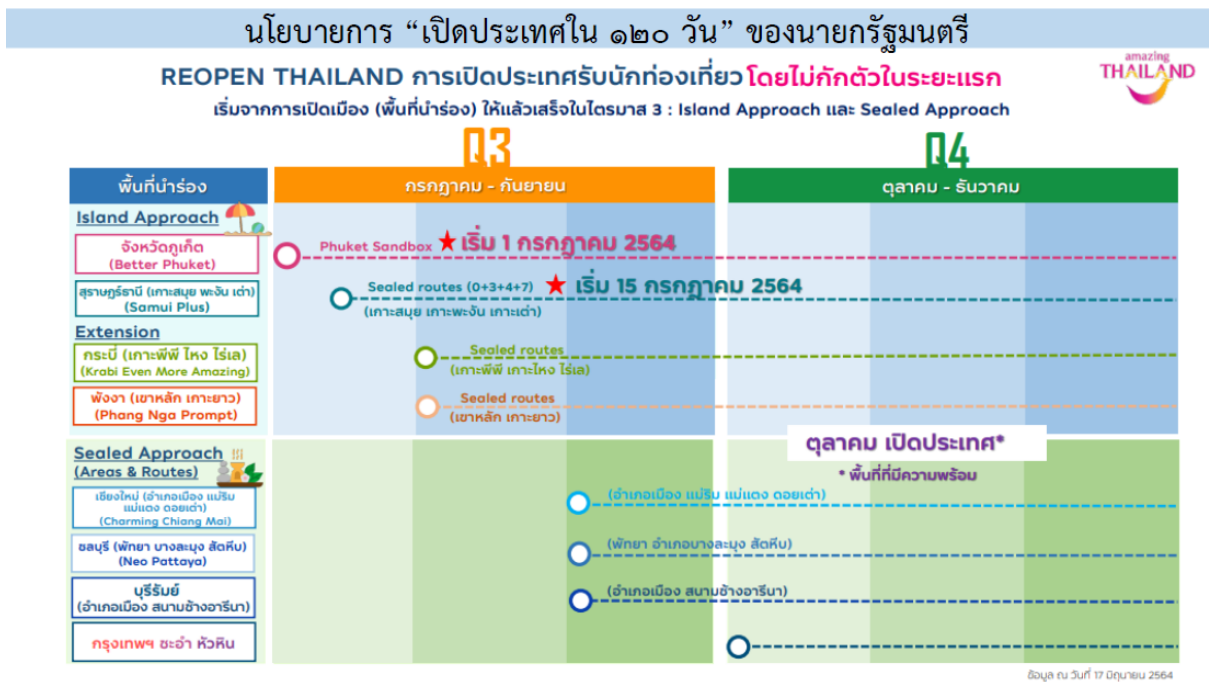 นโยบายการ “เปิดประเทศใน ๑๒๐ วัน” ของนายกรัฐมนตรี
amazing
THAILAND
REOPEN THAILAND การเปิดประเทศรับนักท่องเที่ยว โดยไม่กักตัวในระยะแรก
เริ่มจากการเปิดเมือง (พื้นที่นำร่อง) ให้แล้วเสร็จในไตรมาส 3 : Island Approach และ Sealed Approach
Q3
Q4
พื้นที่นำร่อง
กรกฎาคม - กันยายน
ตุลาคม - ธันวาคม
Island Approach
จังหวัดภูเก็ต
(Better Phuket)
Phuket Sandbox ★ เริ่ม 1 กรกฎาคม 2564
สุราษฎร์ธานี (เกาะสมุย พะงัน เต่า)
(Samui Plus)
Sealed routes (0+3+4+7) ★ เริ่ม 15 กรกฎาคม 2564
(เกาะสมุย เกาะพะงัน เกาะเต่า)
Extension
กระบี่ (เกาะพีพี ไหง ไร่เล)
(Krabi Even More Amazing)
Sealed routes
(เกาะพีพี เกาะไหง ไร่เล)
พังงา (เขาหลัก เกาะยาว)
(Phang Nga Prompt)
Sealed routes
(เขาหลัก เกาะยาว)
Sealed Approach
(Areas & Routes)
ตุลาคม เปิดประเทศ*
* พื้นที่ที่มีความพร้อม
เชียงใหม่ (อำเภอเมือง แม่ริม
แม่แตง ดอยเต่า)
(Charming Chiang Mai)
(อำเภอเมือง แม่ริม แม่แตง ดอยเต่า)
ชลบุรี (พัทยา บางละมุง สัตหีบ)
(Neo Pattaya)
(พัทยา อำเภอบางละมุง สัตหีบ)
บุรีรัมย์
(อำเภอเมือง สนามช้างอารีนา)
(อำเภอเมือง สนามช้างอารีนา)
กรุงเทพฯ ชะอำ หัวหิน
ข้อมูล ณ วันที่ 17 มิถุนายน 2564